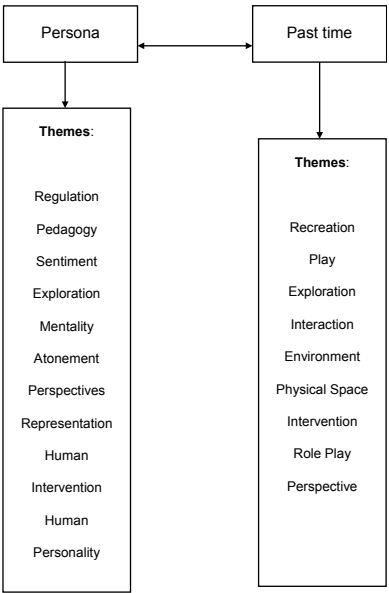 Persona
Past time
Themes:
Regulation
Pedagogy
Sentiment
Exploration
Mentality
Atonement
Perspectives
Representation
Human
Intervention
Human
Personality
Themes:
Recreation
Play
Exploration
Interaction
Environment
Physical Space
Intervention
Role Play
Perspective